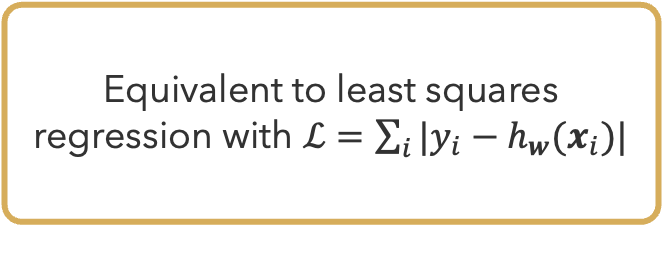 Equivalent to least squares
regression with ℒ = ∑ᵢ |yᵢ − h𝐰(𝒙ᵢ)|